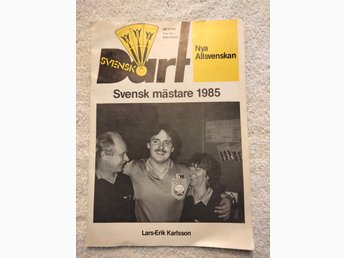 SVENSK
Dart
Nya
Allsvenskan
Svensk mästare 1985
Lars-Erik Karlsson